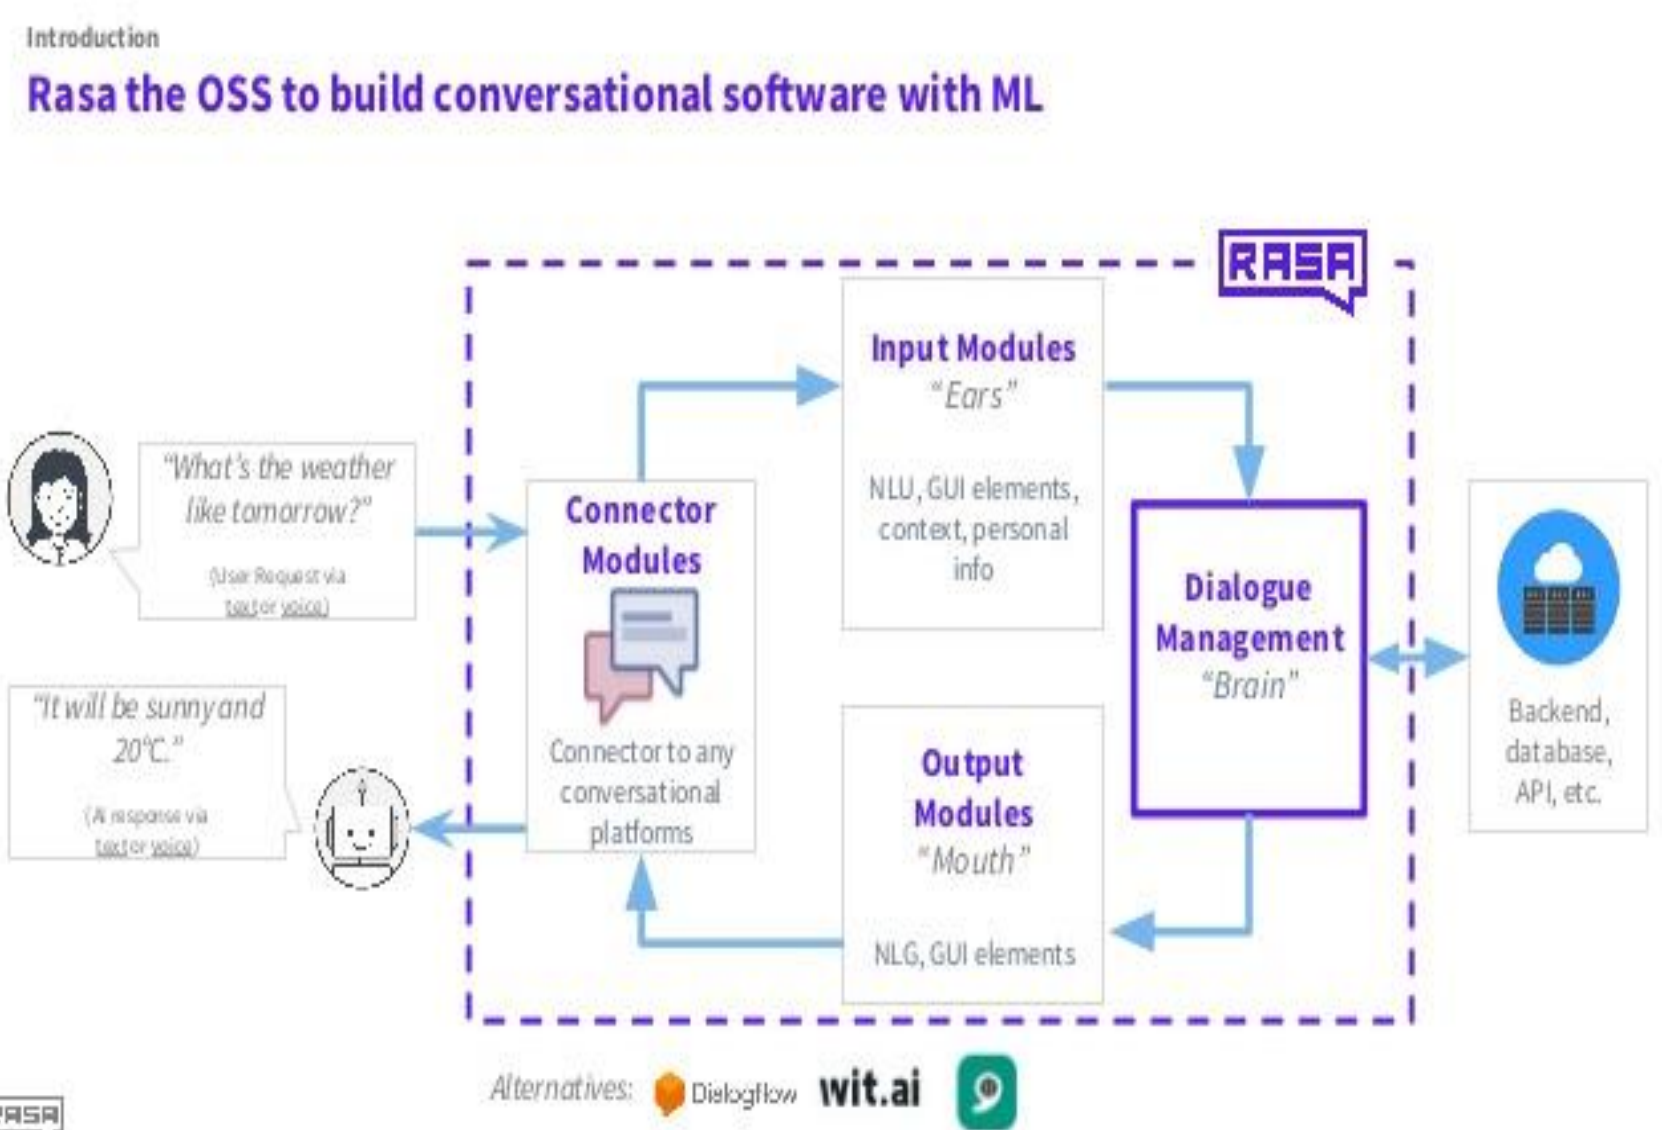 Introduction
Rasa the OSS to build conversational software with ML
RASA
“What’s the weather
like tomorrow?”
(User Request via
text or voice)
“It will be sunny and
20°C.”
(AI response via
text or voice)
Connector
Modules
Connector to any
conversational
platforms
Input Modules
“Ears”
NLU, GUI elements,
context, personal
info
Dialogue
Management
“Brain”
Output
Modules
“Mouth”
NLG, GUI elements
Backend,
database,
API, etc.
Alternatives: Dialogflow wit.ai
RASA